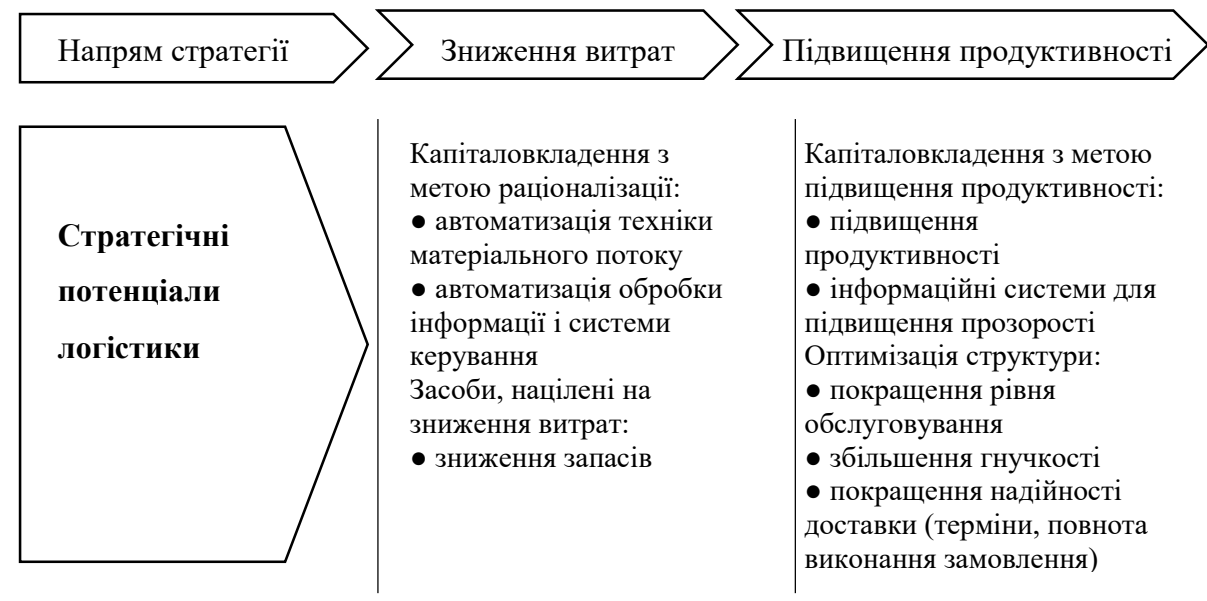 Напрям стратегії
Зниження витрат
Підвищення продуктивності
Стратегічні
потенціали
логістики
Капіталовкладення з
метою раціоналізації:
● автоматизація техніки
матеріального потоку
● автоматизація обробки
інформації і системи
керування
Засоби, націлені на
зниження витрат:
● зниження запасів
Капіталовкладення з метою
підвищення продуктивності:
● підвищення
продуктивності
● інформаційні системи для
підвищення прозорості
Оптимізація структури:
● покращення рівня
обслуговування
● збільшення гнучкості
● покращення надійності
доставки (терміни, повнота
виконання замовлення)